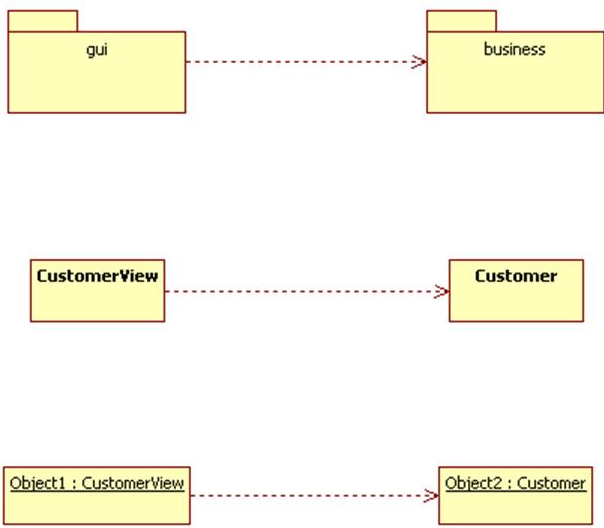 gui
business
CustomerView
Customer
Object1 : CustomerView
Object2 : Customer